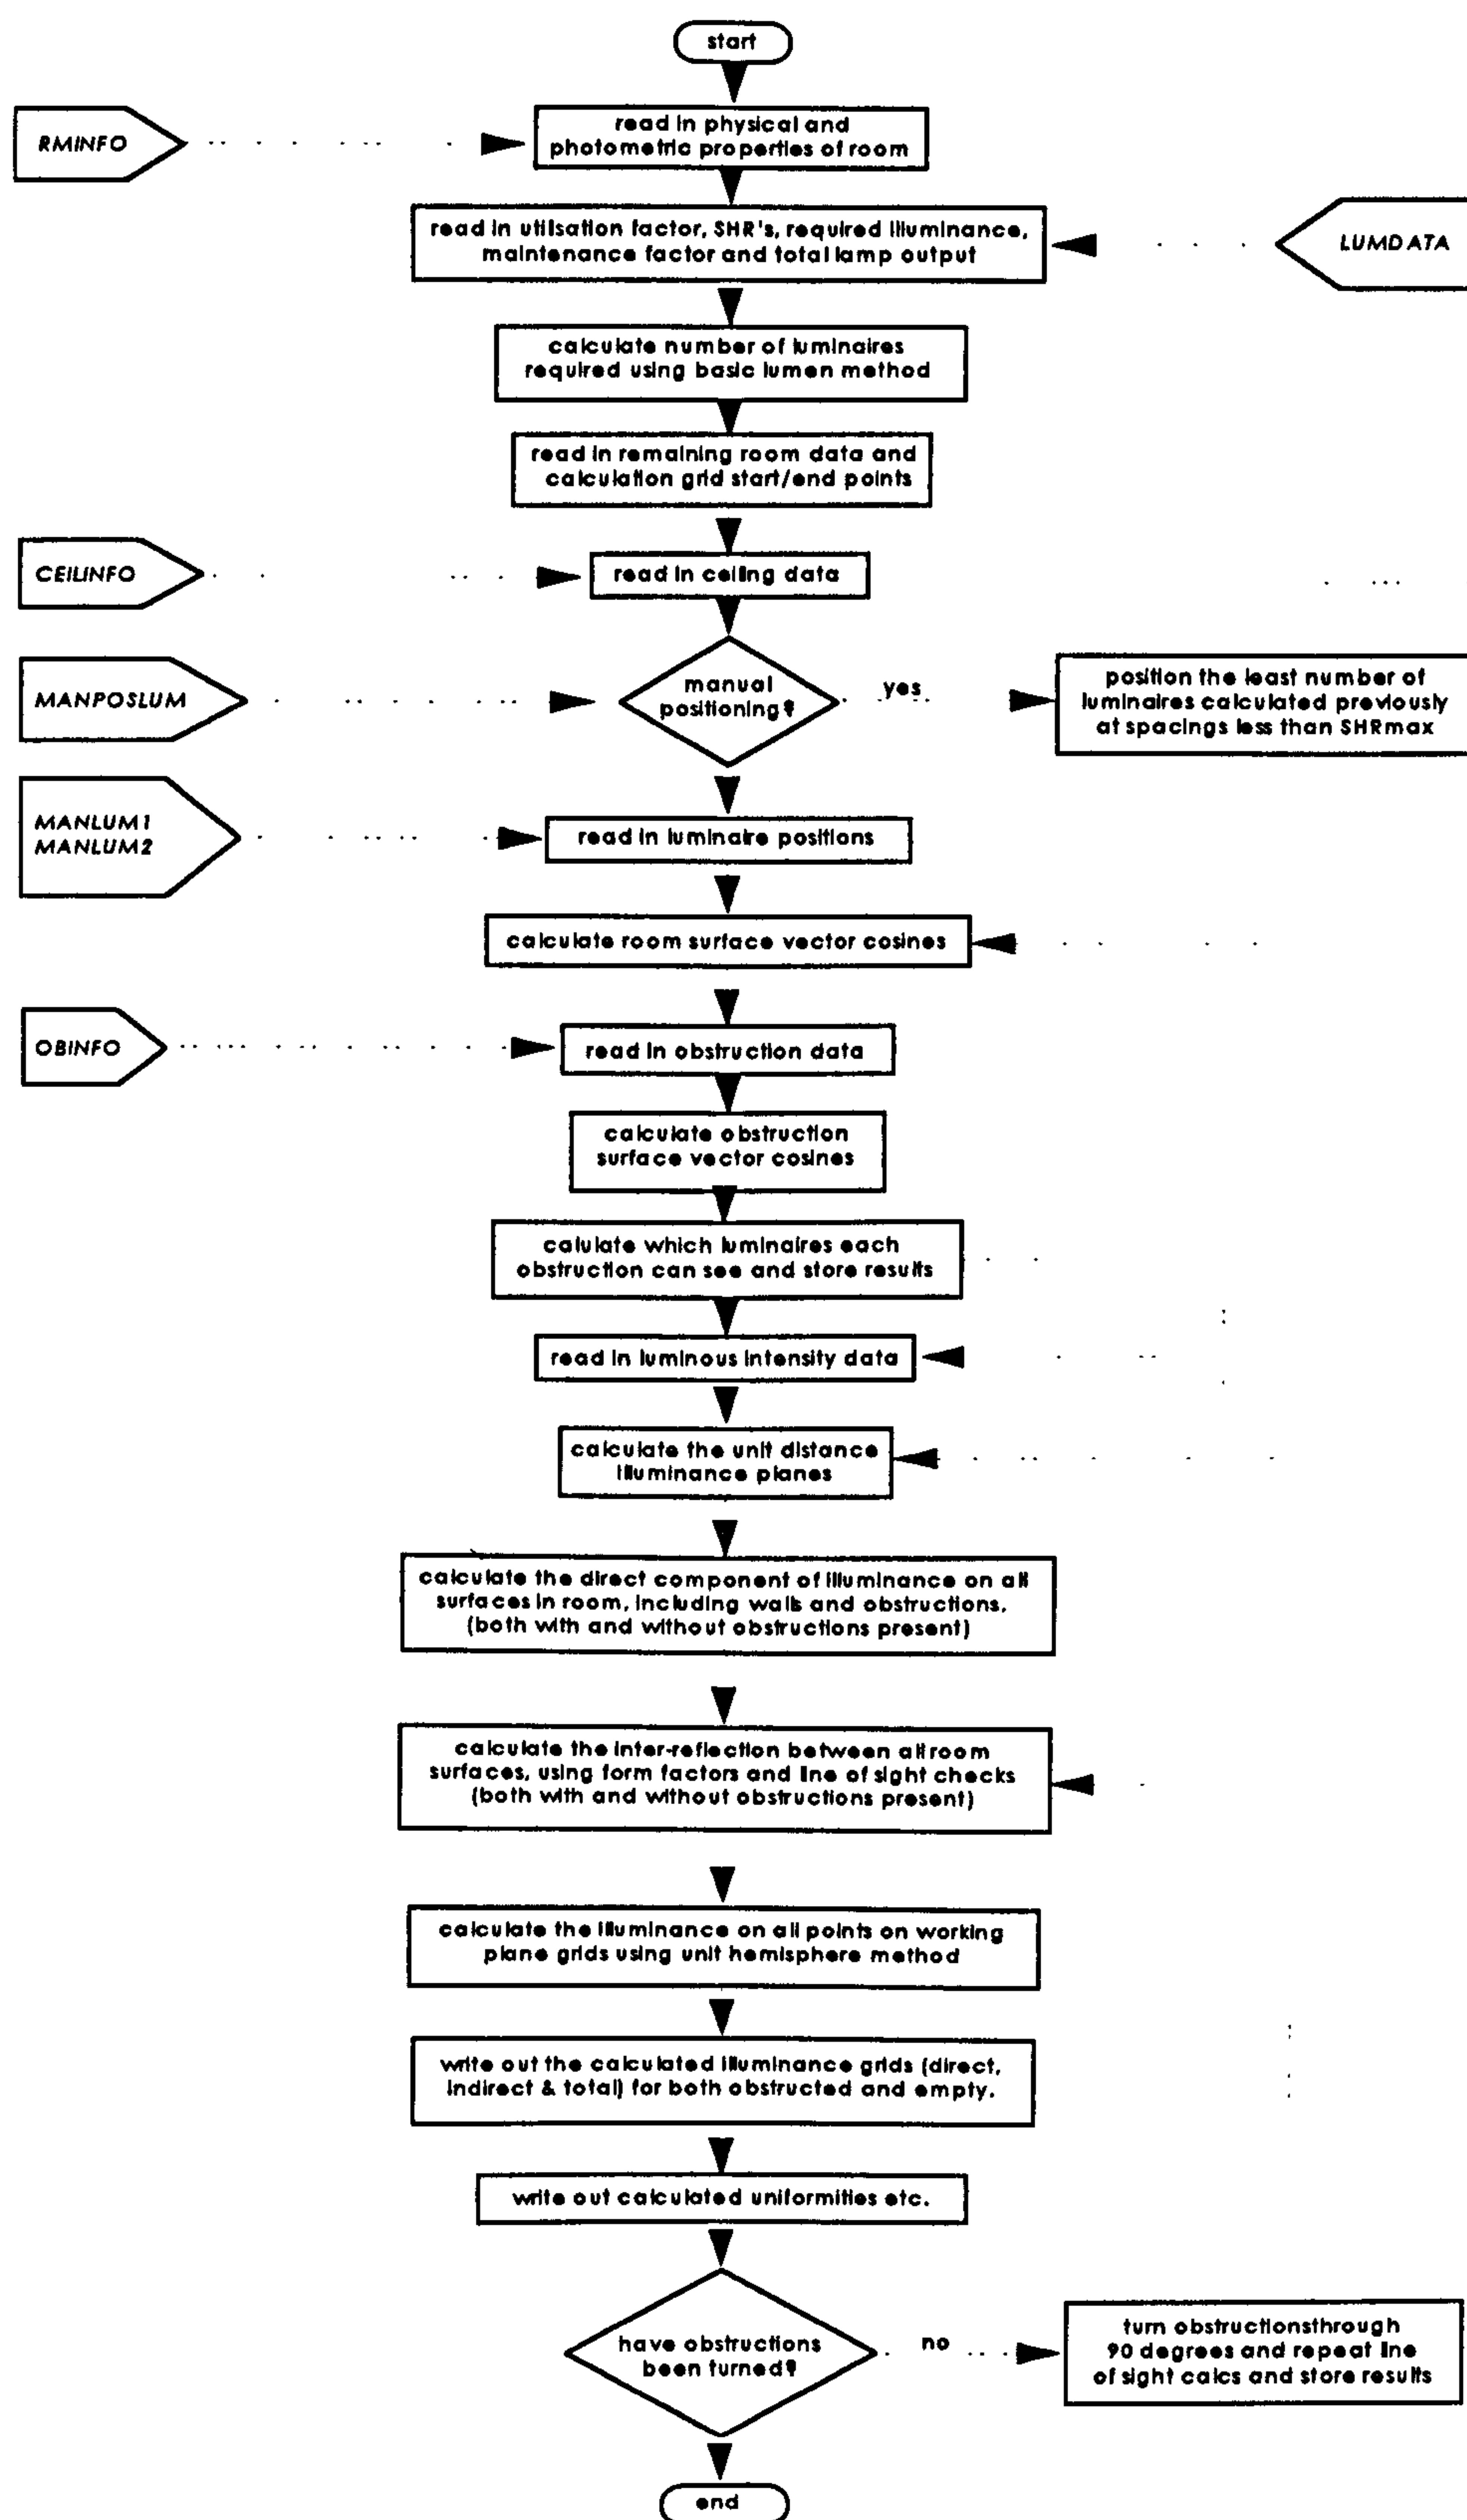 start
RMINFO
read in physical and
photometric properties of room
read in utilisation factor, SHR's, required illuminance,
maintenance factor and total lamp output
LUMDATA
calculate number of luminaires
required using basic lumen method
read in remaining room data and
calculation grid start/end points
CEILINFO
read in ceiling data
MANPOSLUM
manual
positioning?
yes
position the least number of
luminaires calculated previously
at spacings less than SHRmax
MANLUM1
MANLUM2
read in luminaire positions
calculate room surface vector cosines
OBINFO
read in obstruction data
calculate obstruction
surface vector cosines
calulate which luminaires each
obstruction can see and store results
read in luminous intensity data
calculate the unit distance
illuminance planes
calculate the direct component of illuminance on all
surfaces in room, including walls and obstructions,
(both with and without obstructions present)
calculate the inter-reflection between all room
surfaces, using form factors and line of sight checks
(both with and without obstructions present)
calculate the illuminance on all points on working
plane grids using unit hemisphere method
write out the calculated illuminance grids (direct,
indirect & total) for both obstructed and empty.
write out calculated uniformities etc.
have obstructions
been turned?
no
turn obstructionsthrough
90 degrees and repeat line
of sight calcs and store results
end